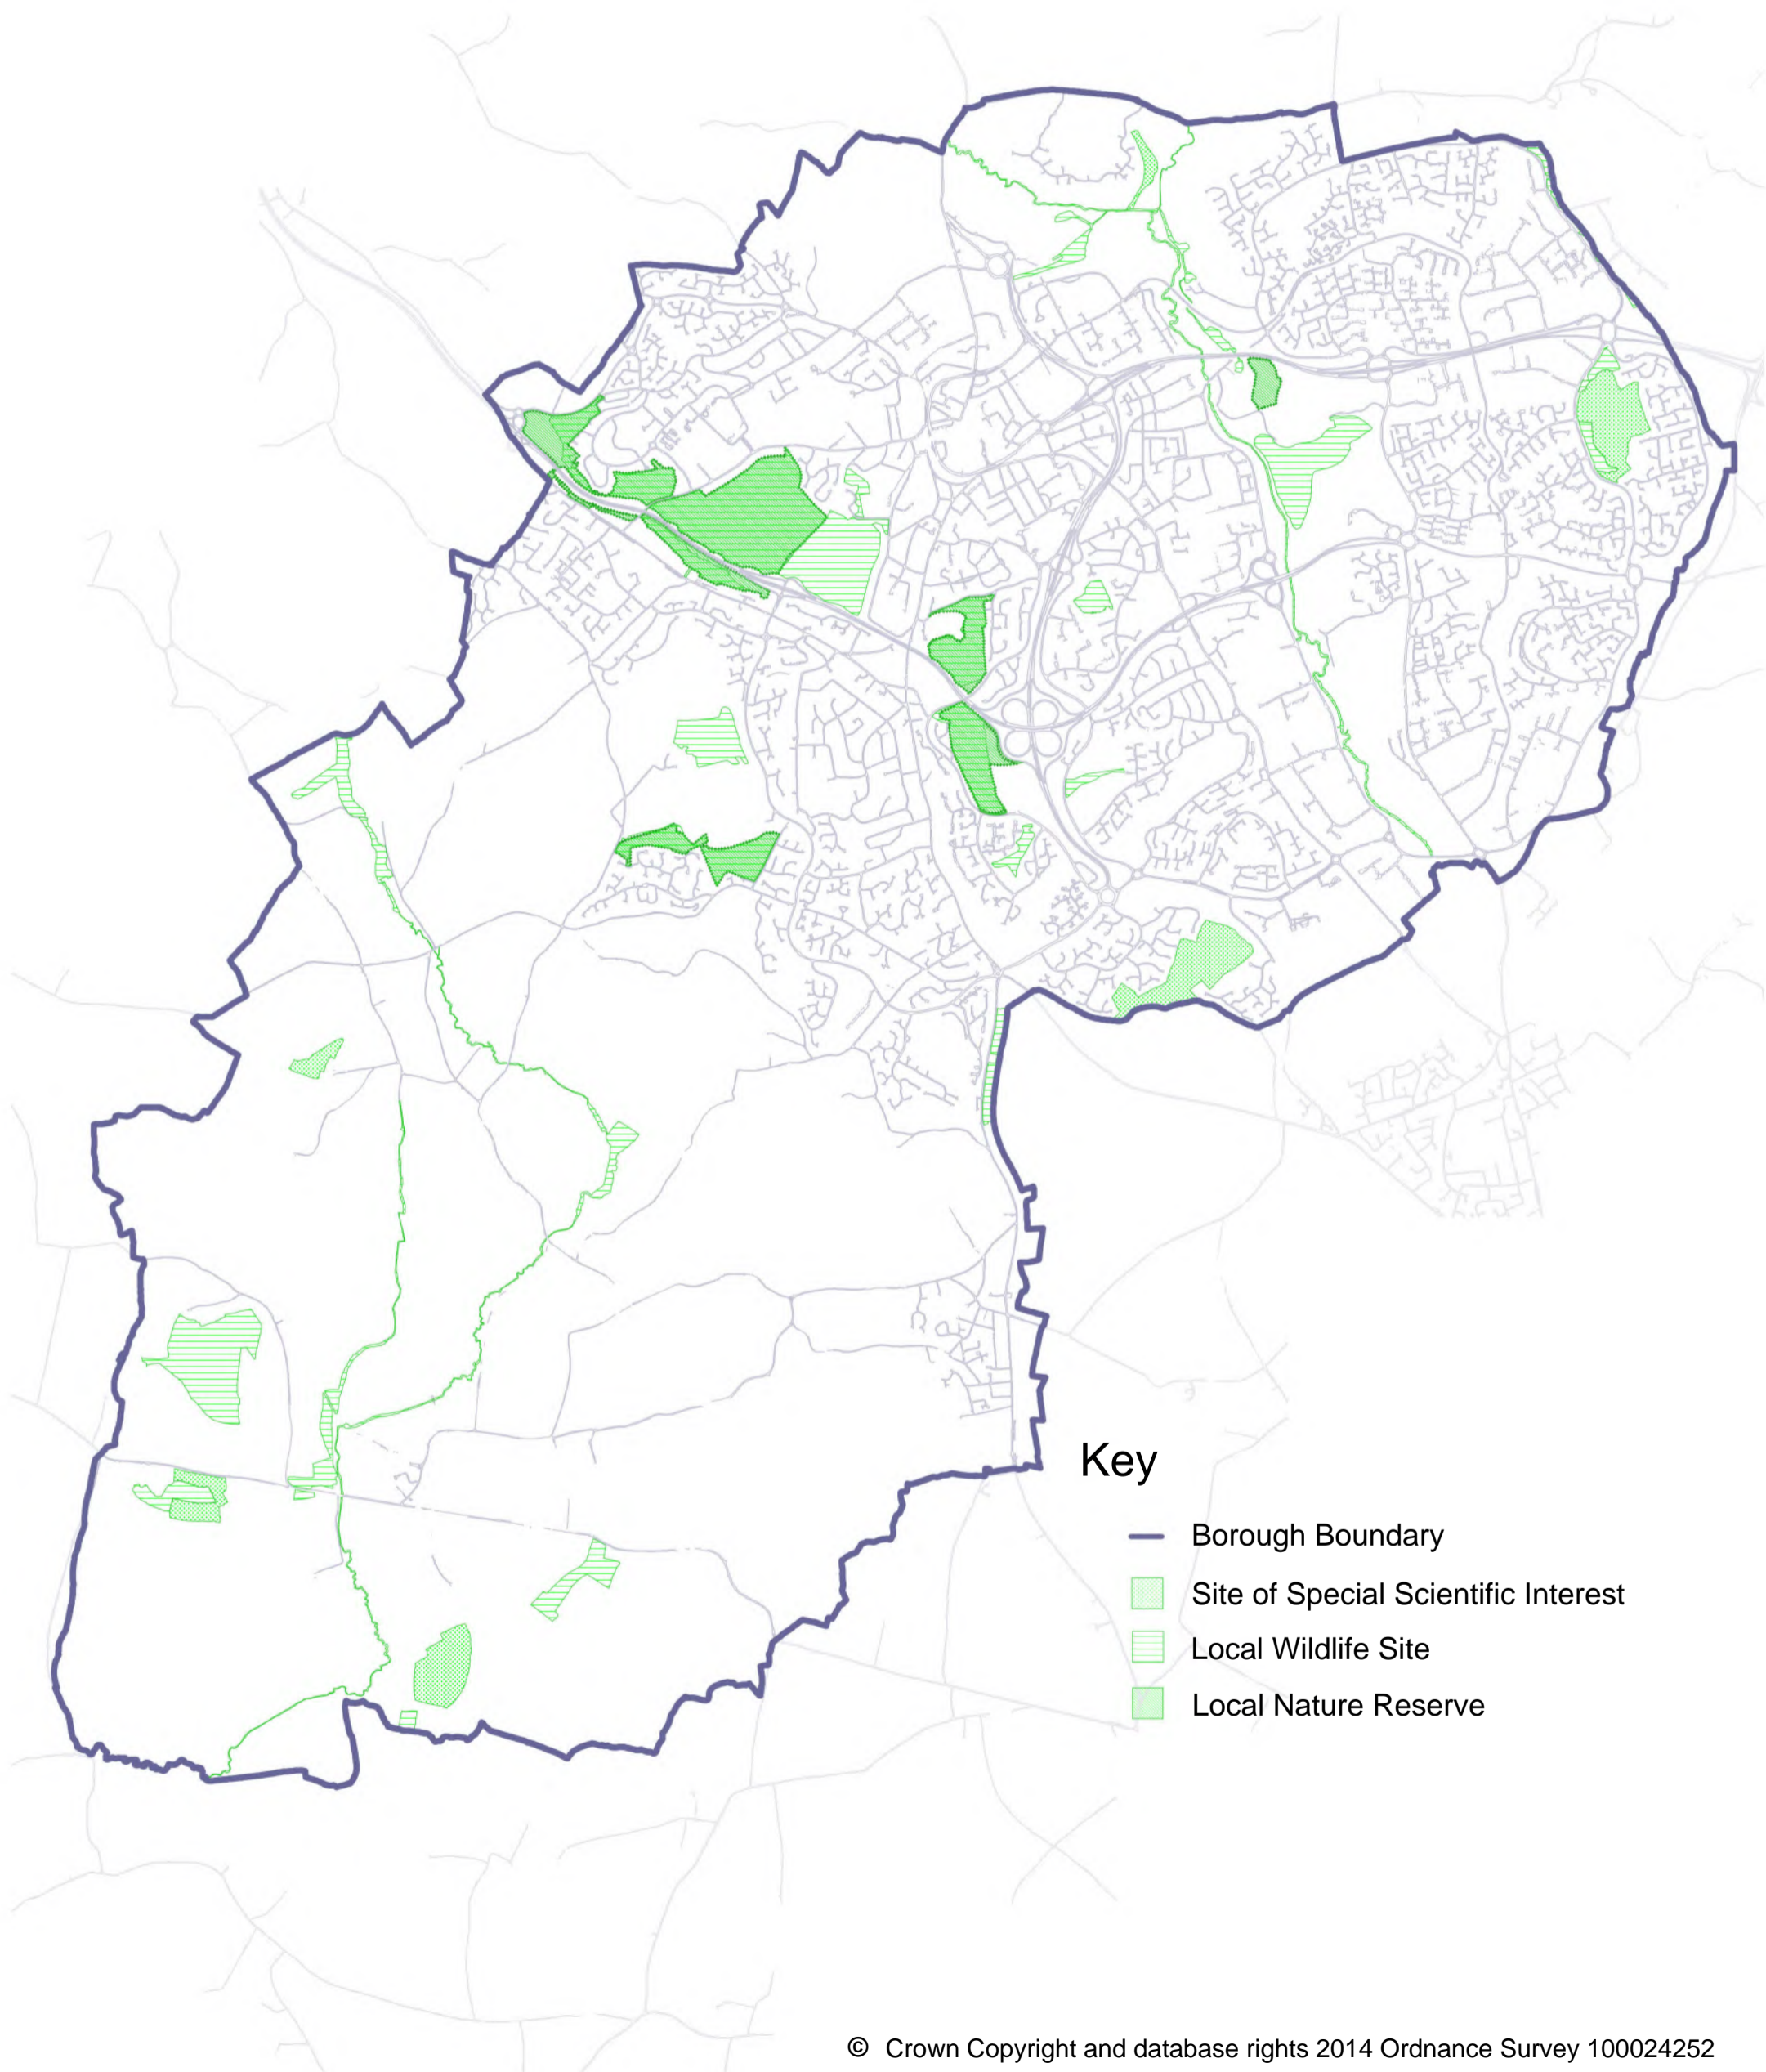 Key
Borough Boundary
Site of Special Scientific Interest
Local Wildlife Site
Local Nature Reserve
© Crown Copyright and database rights 2014 Ordnance Survey 100024252